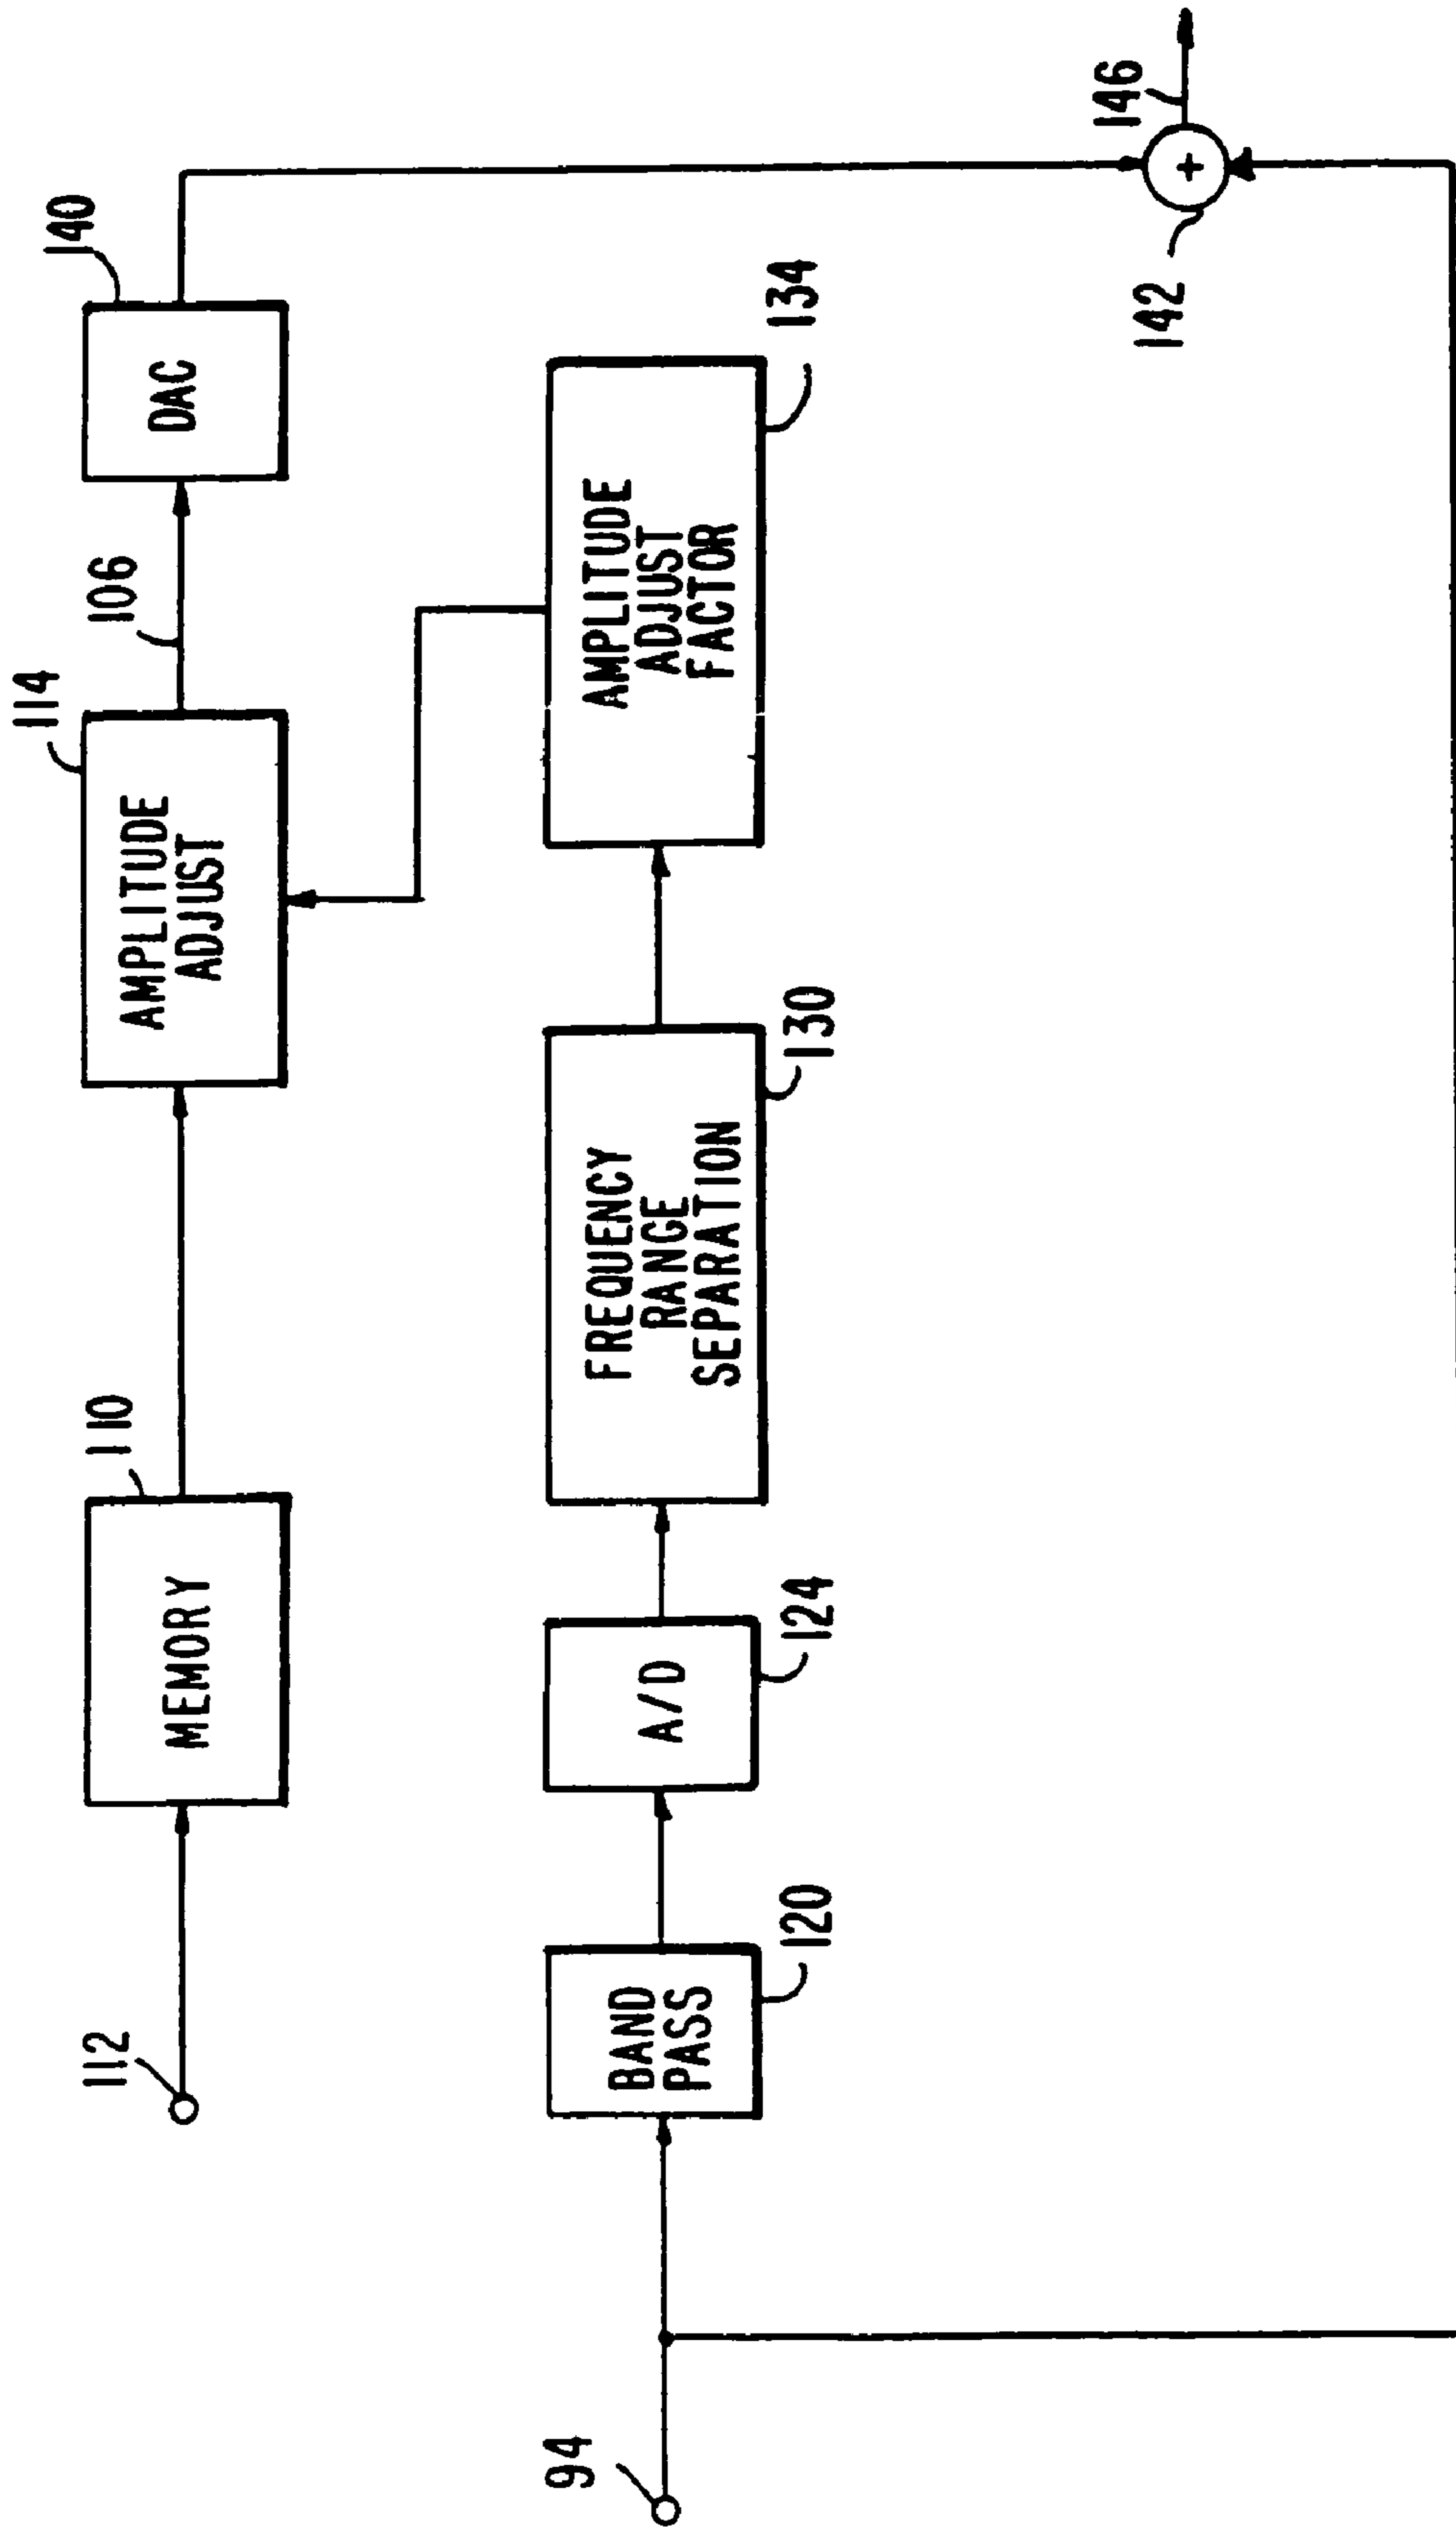 112
110
MEMORY
114
AMPLITUDE
ADJUST
106
140
DAC
94
120
BAND
PASS
124
A/D
130
FREQUENCY
RANGE
SEPARATION
134
AMPLITUDE
ADJUST
FACTOR
142
+
146